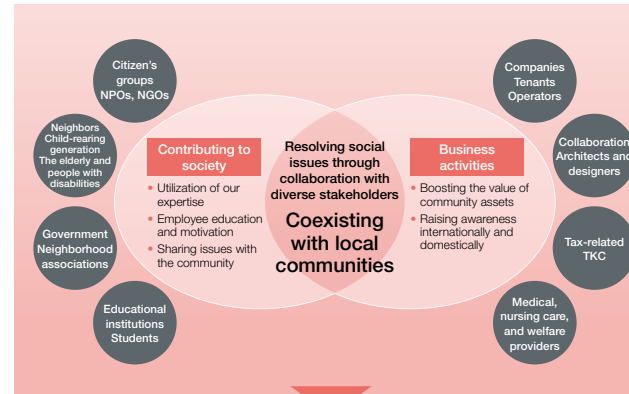 Citizen's
groups
NPOs, NGOs
Neighbors
Child-rearing
generation
The elderly and
people with
disabilities
Government
Neighborhood
associations
Educational
institutions
Students
Contributing to
society
• Utilization of our
expertise
• Employee education
and motivation
• Sharing issues with
the community
Resolving social
issues through
collaboration with
diverse stakeholders
Coexisting
with local
communities
Business
activities
• Boosting the value of
community assets
• Raising awareness
internationally and
domestically
Companies
Tenants
Operators
Collaboration
Architects and
designers
Tax-related
TKC
Medical,
nursing care,
and welfare
providers